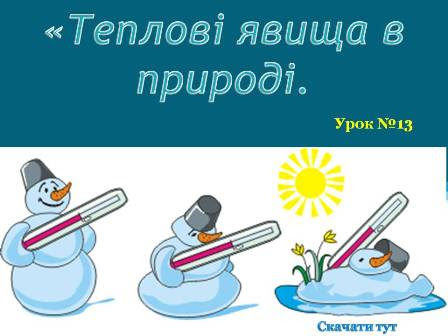 «Теплові явища в
природі.
Урок №13
Скачати тут